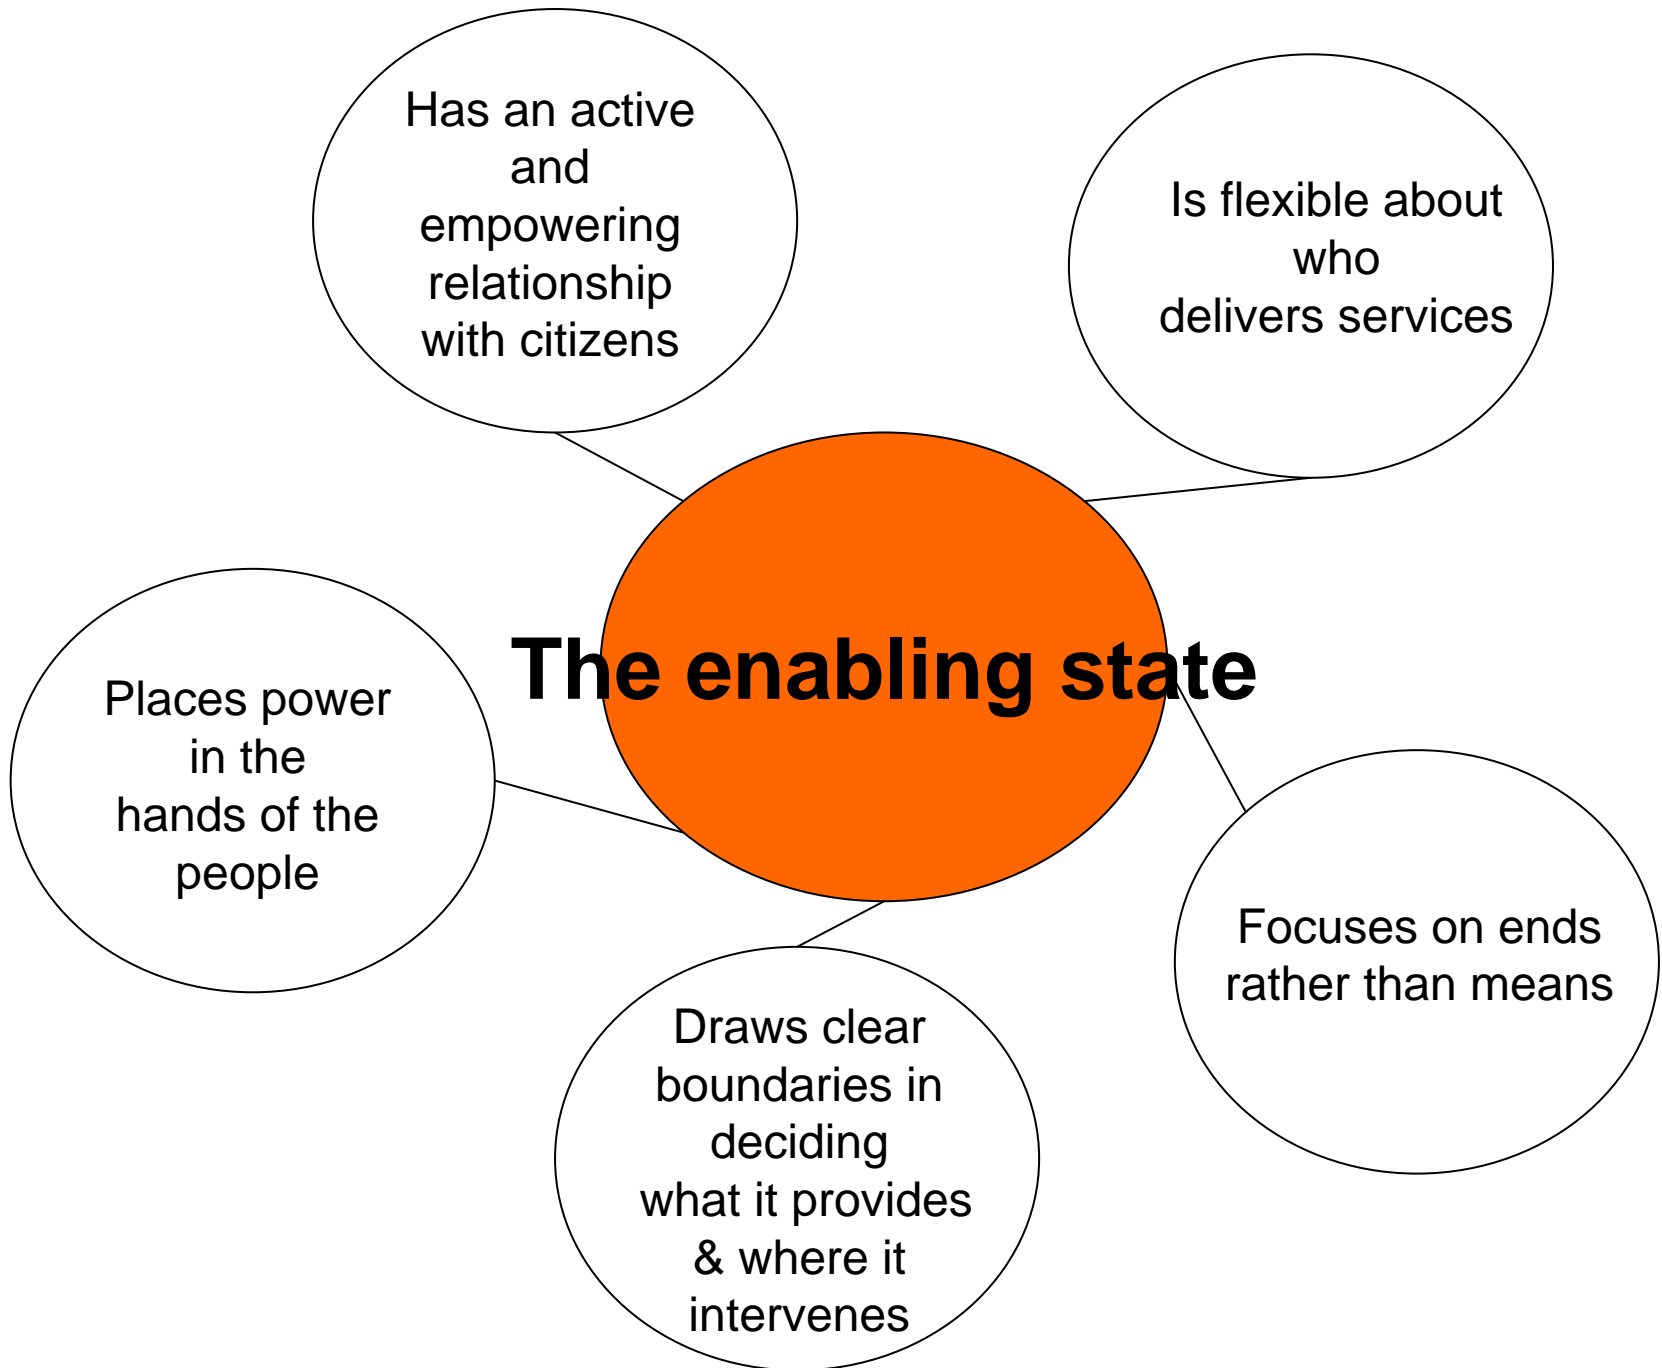 Has an active
and
empowering
relationship
with citizens
Is flexible about
who
delivers services
The enabling state
Places power
in the
hands of the
people
Focuses on ends
rather than means
Draws clear
boundaries in
deciding
what it provides
& where it
intervenes